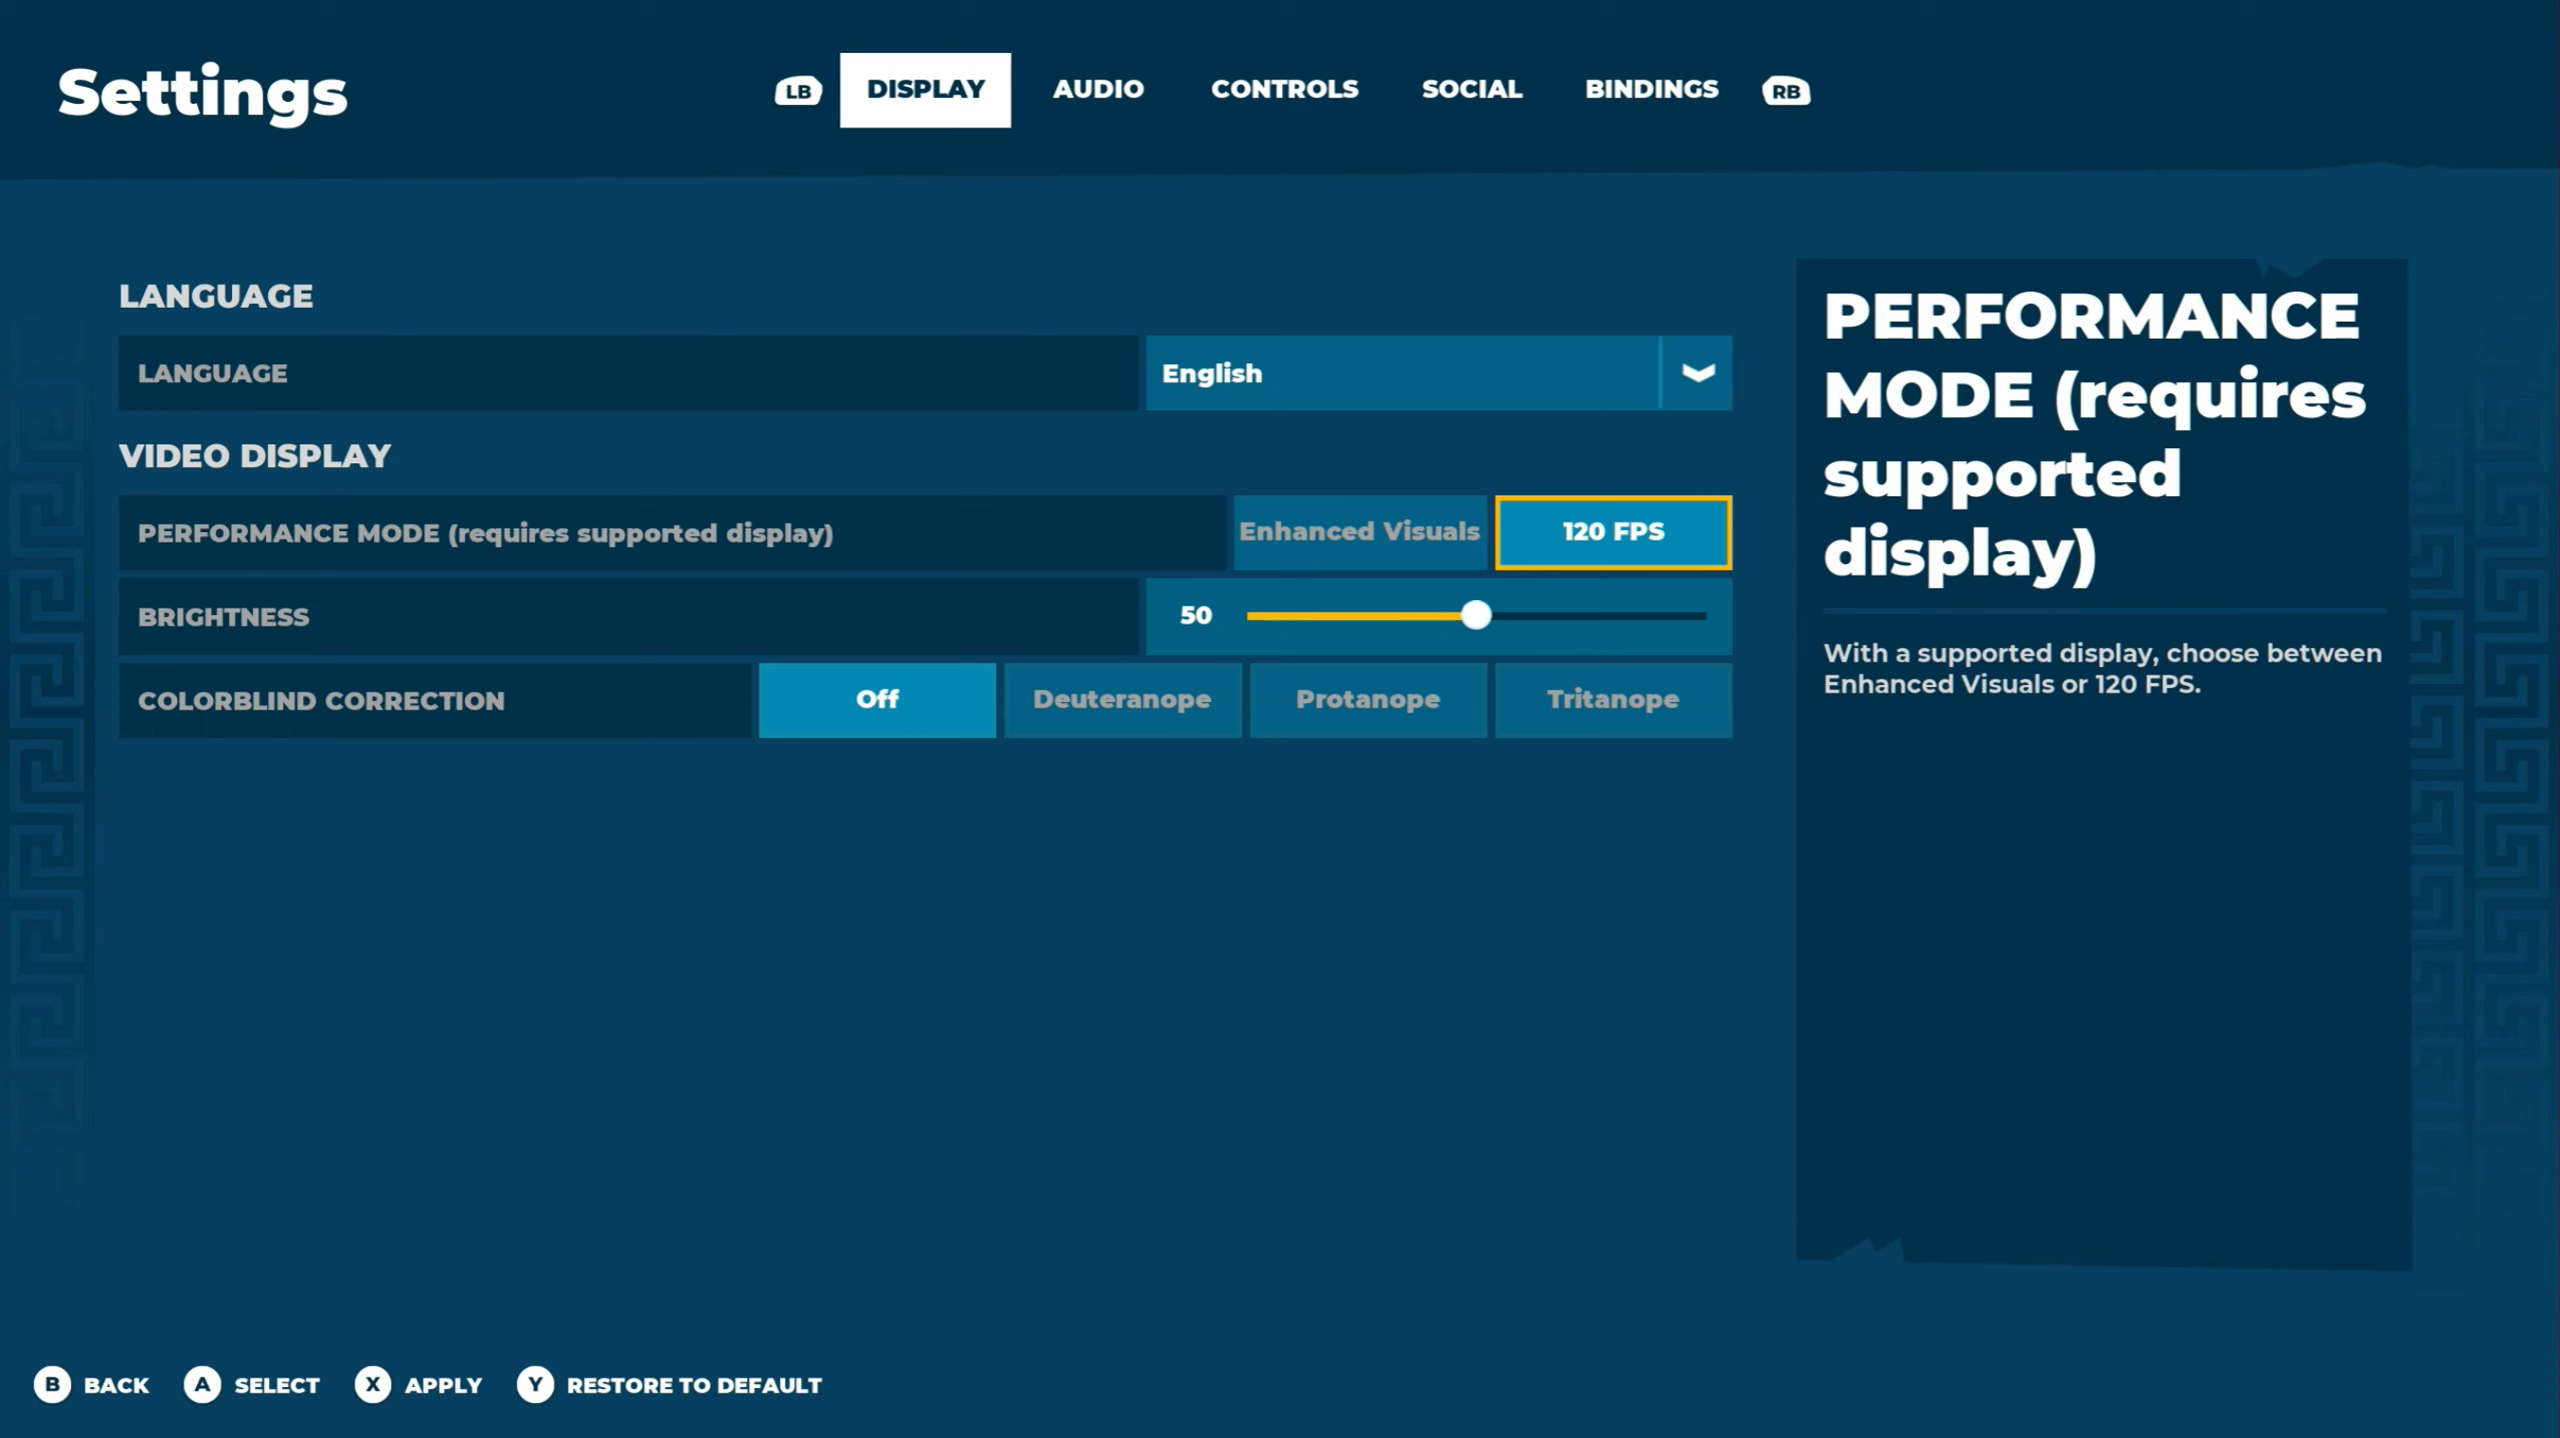 Settings
LB DISPLAY AUDIO CONTROLS SOCIAL BINDINGS RB
LANGUAGE
LANGUAGE English
VIDEO DISPLAY
PERFORMANCE MODE (requires supported display) Enhanced Visuals 120 FPS
BRIGHTNESS 50
COLORBLIND CORRECTION Off Deuteranope Protanope Tritanope
PERFORMANCE
MODE (requires
supported
display)
With a supported display, choose between
Enhanced Visuals or 120 FPS.
B BACK A SELECT X APPLY Y RESTORE TO DEFAULT